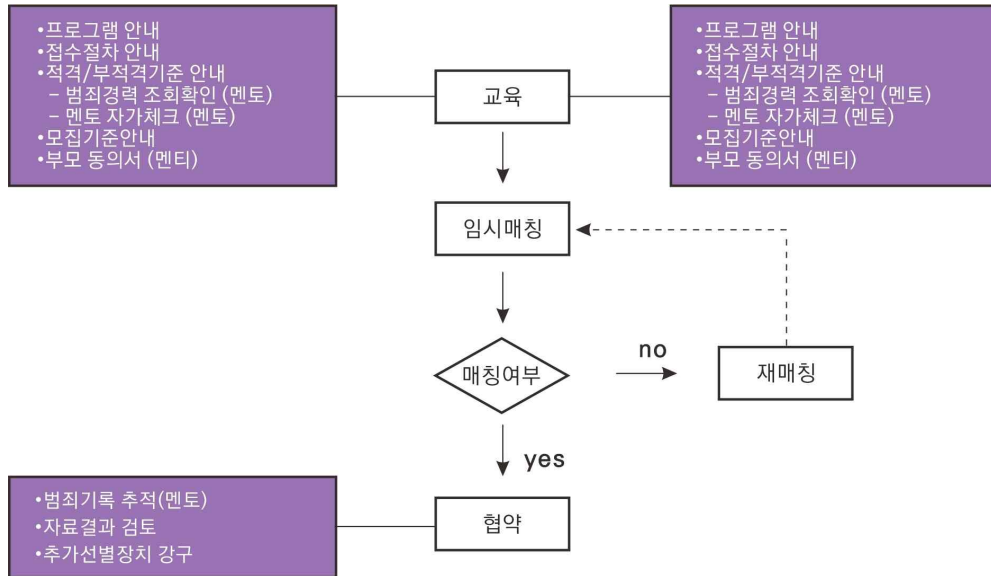 •프로그램 안내
•접수절차 안내
•적격/부적격기준 안내
– 범죄경력 조회확인 (멘토)
– 멘토 자가체크 (멘토)
•모집기준안내
•부모 동의서 (멘티)
교육
•프로그램 안내
•접수절차 안내
•적격/부적격기준 안내
– 범죄경력 조회확인 (멘토)
– 멘토 자가체크 (멘토)
•모집기준안내
•부모 동의서 (멘티)
임시매칭
매칭여부
no
재매칭
yes
•범죄기록 추적(멘토)
•자료결과 검토
•추가선별장치 강구
협약